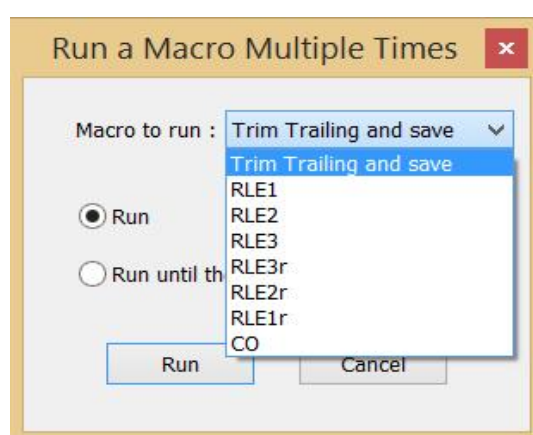 Run a Macro Multiple Times
Macro to run : Trim Trailing and save
Trim Trailing and save
RLE1
Run RLE2
RLE3
Run until th RLE3r
RLE2r
RLE1r
CO
Run Cancel